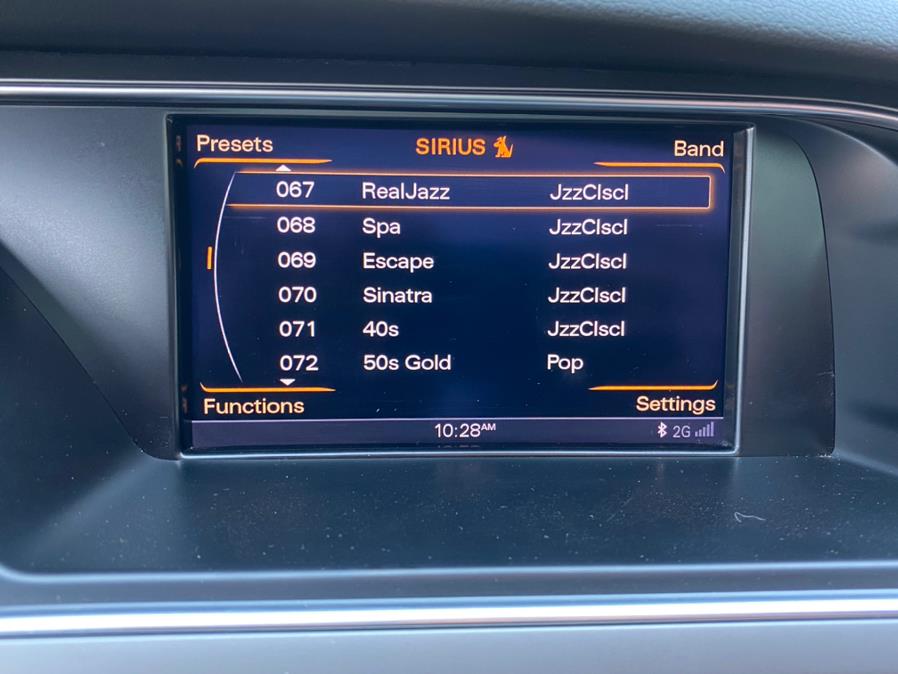 Presets SIRIUS Band
067 RealJazz JzzClscl
068 Spa JzzClscl
069 Escape JzzClscl
070 Sinatra JzzClscl
071 40s JzzClscl
072 50s Gold Pop
Functions Settings
10:28AM 2G